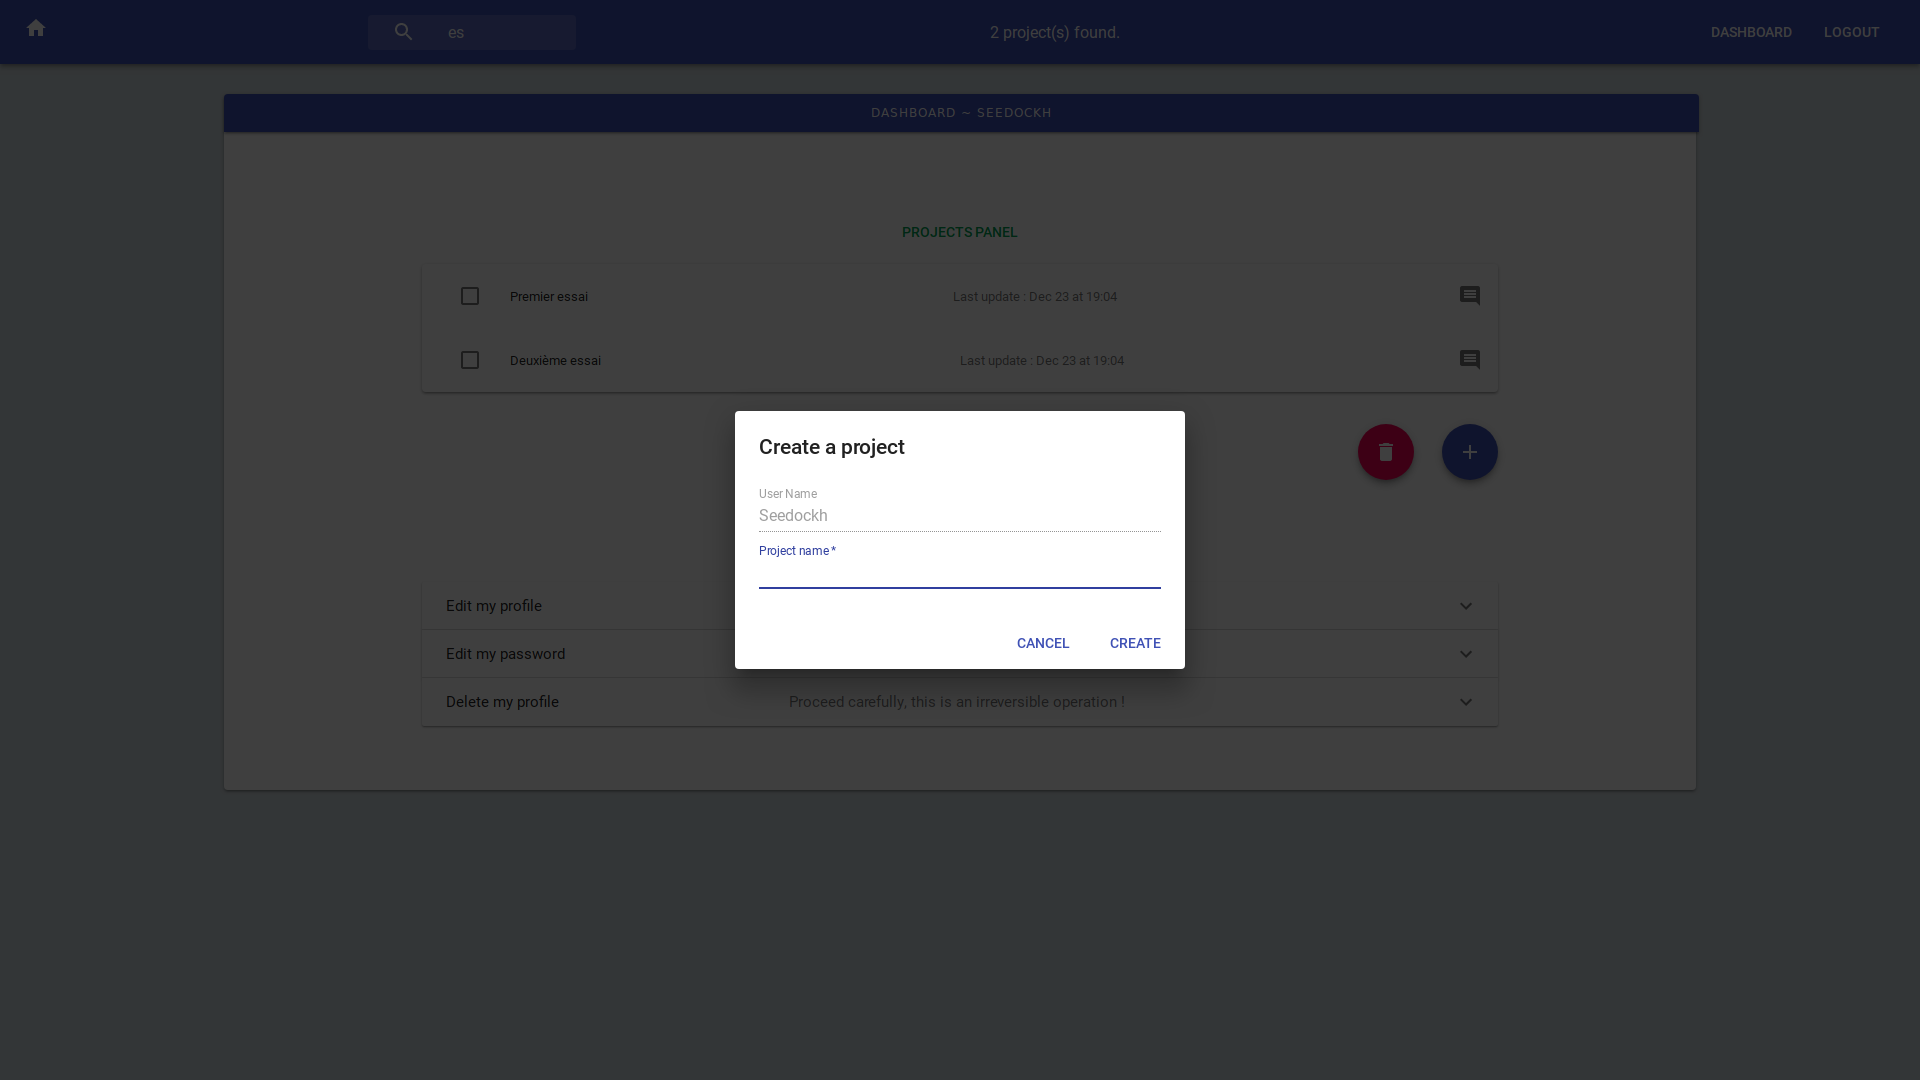 es
2 project(s) found.
DASHBOARD
LOGOUT
DASHBOARD ~ SEEDOCKH
PROJECTS PANEL
Premier essai
Last update : Dec 23 at 19:04
Deuxième essai
Last update : Dec 23 at 19:04
Create a project
User Name
Seedockh
Project name *
CANCEL
CREATE
Edit my profile
Edit my password
Delete my profile
Proceed carefully, this is an irreversible operation !